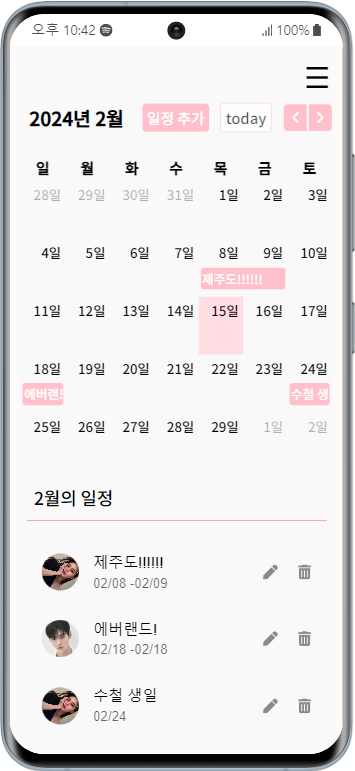 오후 10:42 100%
2024년 2월 일정 추가 today
일 월 화 수 목 금 토
28일 29일 30일 31일 1일 2일 3일
4일 5일 6일 7일 8일 9일 10일
제주도!!!!!!
11일 12일 13일 14일 15일 16일 17일
18일 19일 20일 21일 22일 23일 24일
에버랜! 수철 생
25일 26일 27일 28일 29일 1일 2일
2월의 일정
제주도!!!!!!
02/08 -02/09
에버랜드!
02/18 -02/18
수철 생일
02/24